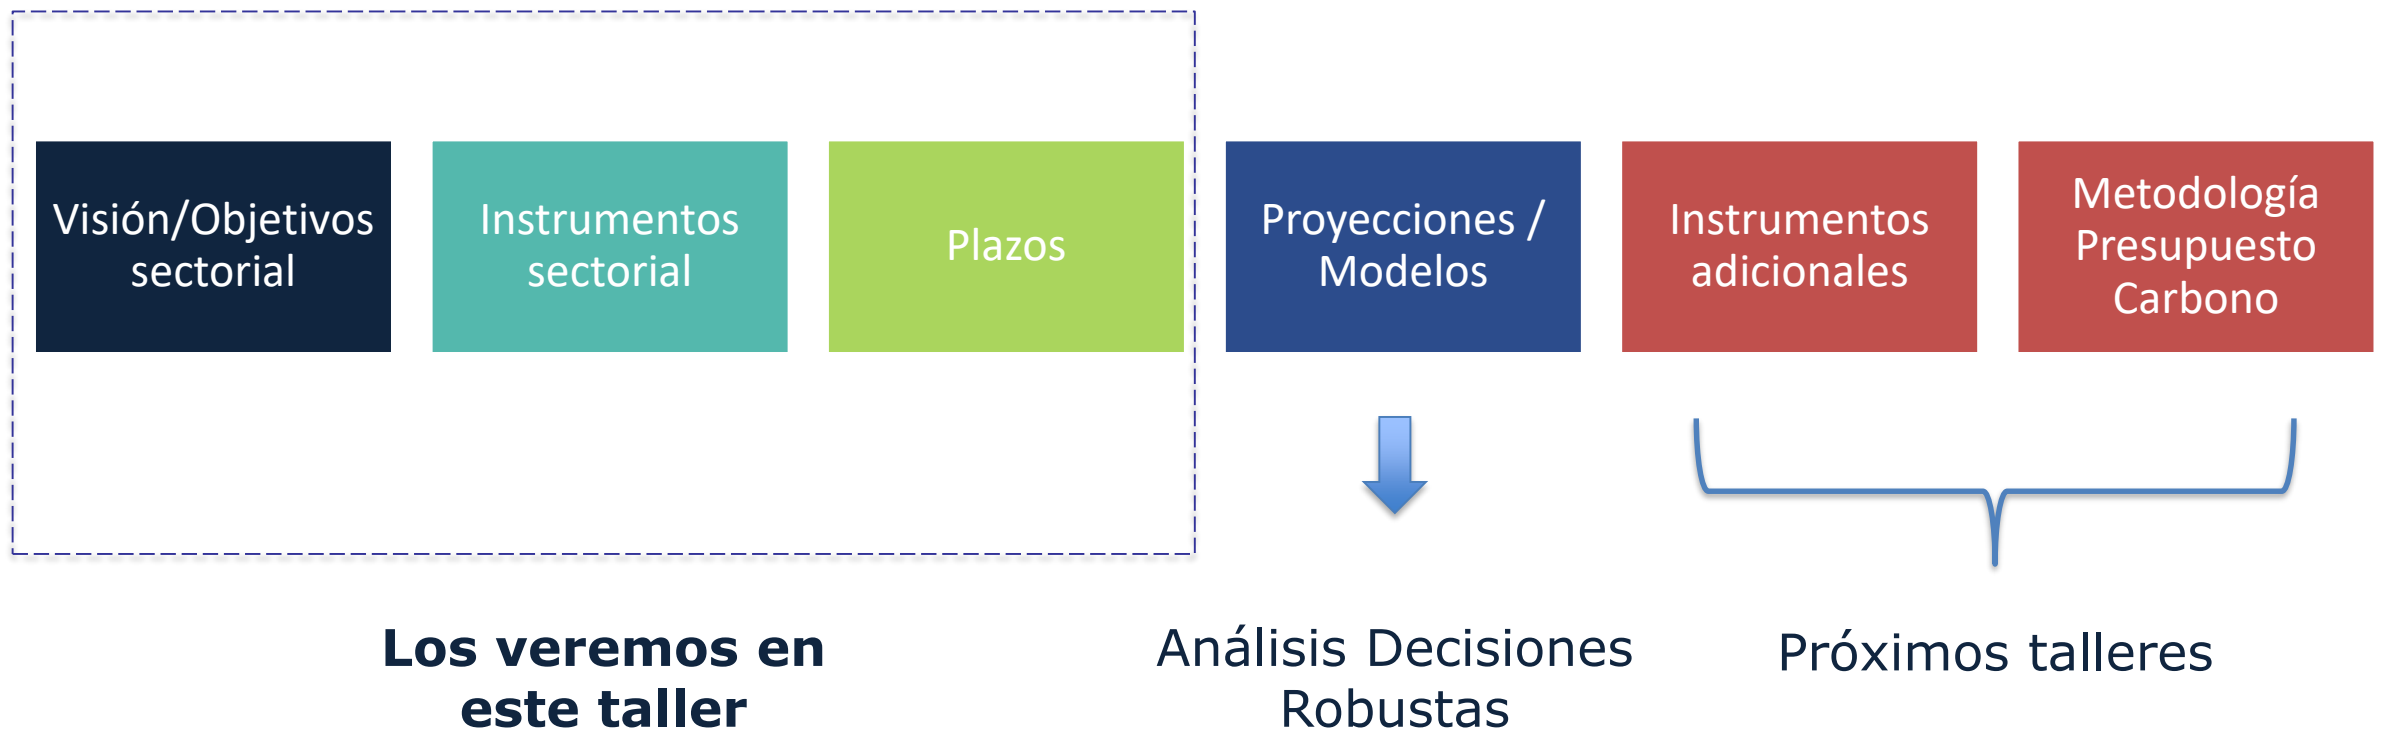 Visión/Objetivos
sectorial
Instrumentos
sectorial
Plazos
Proyecciones /
Modelos
Instrumentos
adicionales
Metodología
Presupuesto
Carbono
Los veremos en
este taller
Análisis Decisiones
Robustas
Próximos talleres